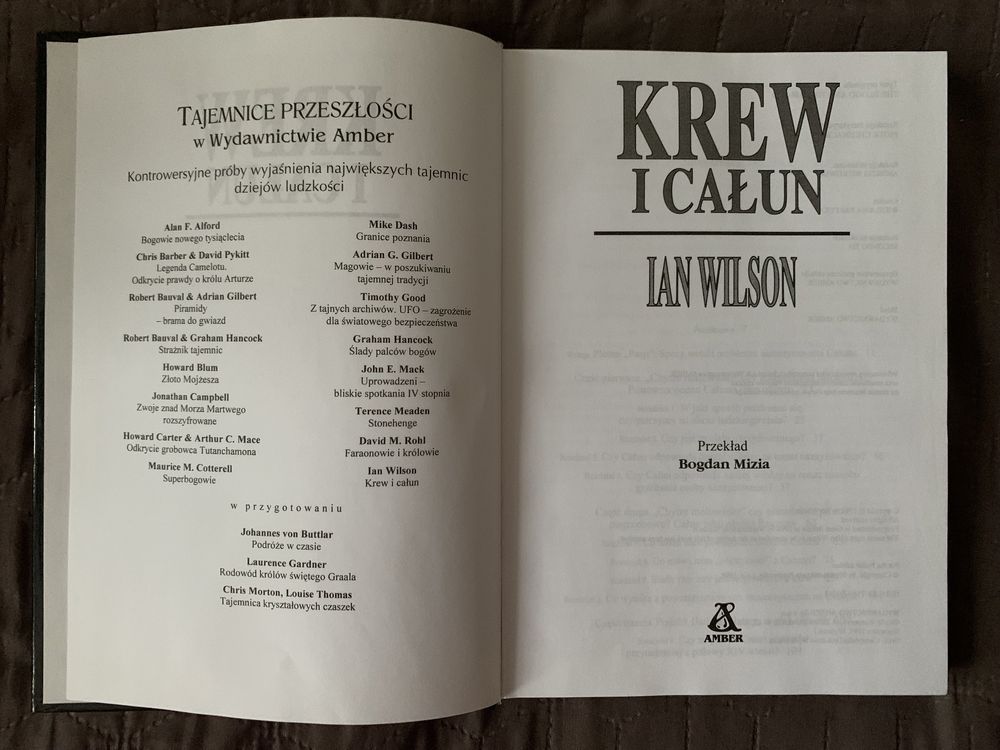 TAJEMNICE PRZESZŁOŚCI
w Wydawnictwie Amber
Kontrowersyjne próby wyjaśnienia największych tajemnic
dziejów ludzkości
Alan F. Alford
Bogowie nowego tysiąclecia
Chris Barber & David Pykitt
Legenda Camelotu.
Odkrycie prawdy o królu Arturze
Robert Bauval & Adrian Gilbert
Piramidy
– brama do gwiazd
Robert Bauval & Graham Hancock
Strażnik tajemnic
Howard Blum
Złoto Mojżesza
Jonathan Campbell
Zwoje znad Morza Martwego
rozszyfrowane
Howard Carter & Arthur C. Mace
Odkrycie grobowca Tutanchamona
Maurice M. Cotterell
Superbogowie
Mike Dash
Granice poznania
Adrian G. Gilbert
Magowie – w poszukiwaniu
tajemnej tradycji
Timothy Good
Z tajnych archiwów. UFO – zagrożenie
dla światowego bezpieczeństwa
Graham Hancock
Ślady palców bogów
John E. Mack
Uprowadzeni –
bliskie spotkania IV stopnia
Terence Meaden
Stonehenge
David M. Rohl
Faraonowie i królowie
Ian Wilson
Krew i całun
w przygotowaniu
Johannes von Buttlar
Podróże w czasie
Laurence Gardner
Rodowód królów świętego Graala
Chris Morton, Louise Thomas
Tajemnica kryształowych czaszek
KREW
I CAŁUN
IAN WILSON
Przekład
Bogdan Mizia
AMBER